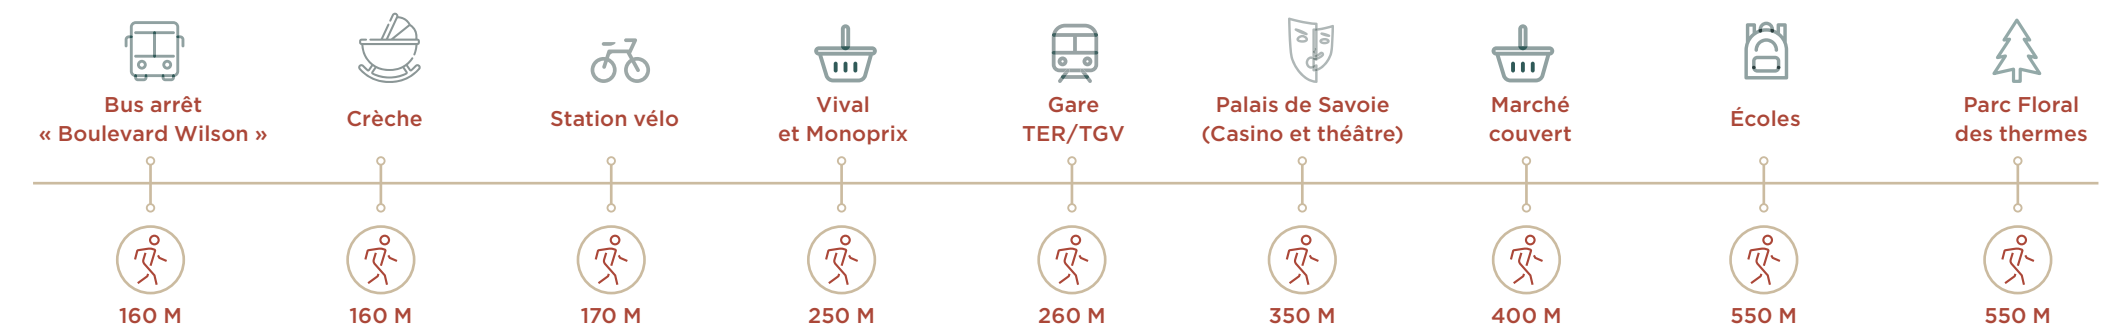 Bus arrêt
« Boulevard Wilson »
160 M
Crèche
160 M
Station vélo
170 M
Vival
et Monoprix
250 M
Gare
TER/TGV
260 M
Palais de Savoie
(Casino et théâtre)
350 M
Marché
couvert
400 M
Écoles
550 M
Parc Floral
des thermes
550 M